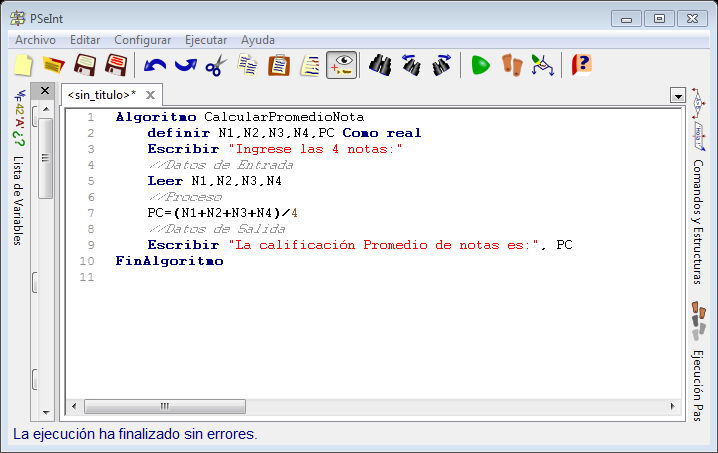 PSeInt
Archivo Editar Configurar Ejecutar Ayuda
<sin_titulo>*
Lista de Variables
1 Algoritmo CalcularPromedioNota
2 definir N1,N2,N3,N4,PC Como real
3 Escribir "Ingrese las 4 notas:"
4 //Datos de Entrada
5 Leer N1,N2,N3,N4
6 //Proceso
7 PC=(N1+N2+N3+N4)/4
8 //Datos de Salida
9 Escribir "La calificación Promedio de notas es:", PC
10 FinAlgoritmo
11
Comandos y Estructuras
Ejecución Pas
La ejecución ha finalizado sin errores.